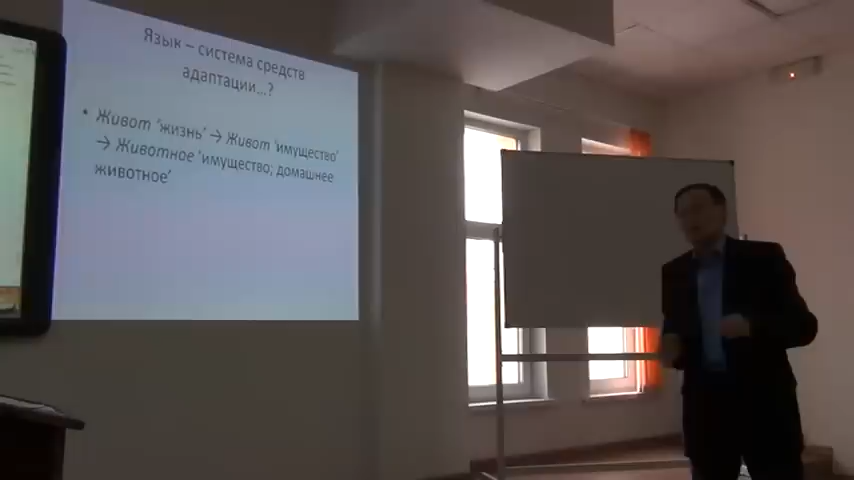 Язык – система средств
адаптации…?
• Живот ‘жизнь’ → Живот ‘имущество’
→ Животное ‘имущество; домашнее
животное’